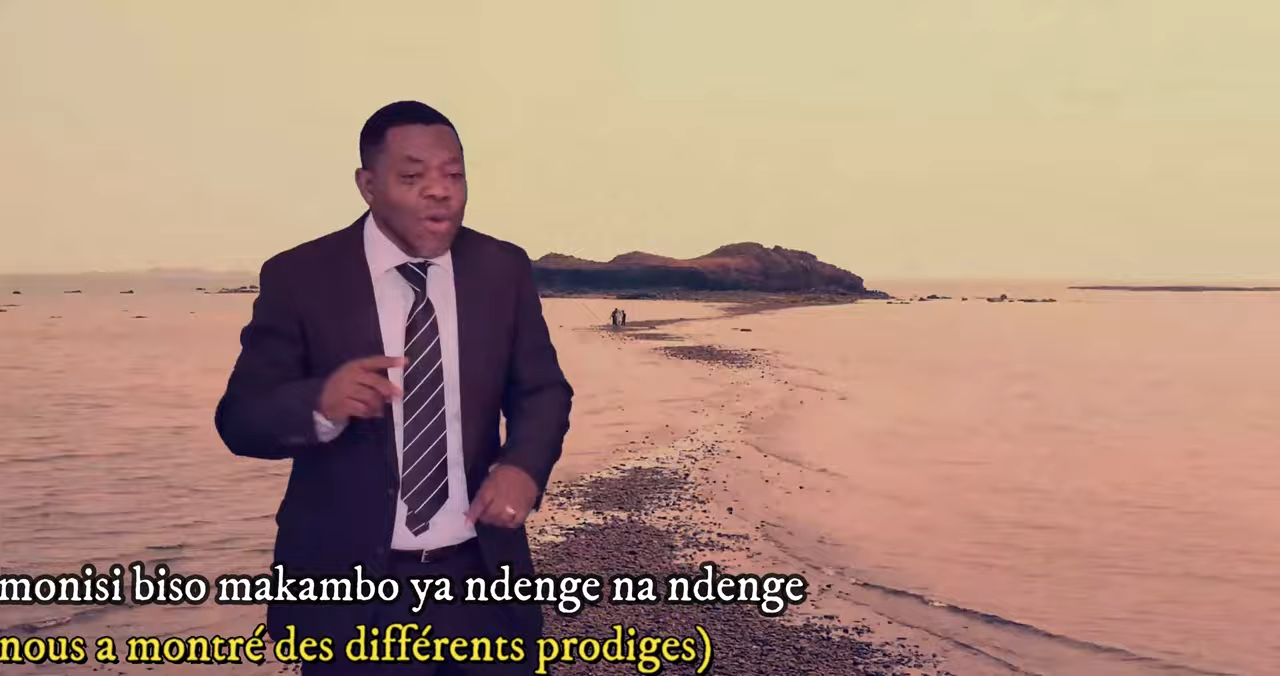 monisi biso makambo ya ndenge na ndenge
nous a montré des différents prodiges)